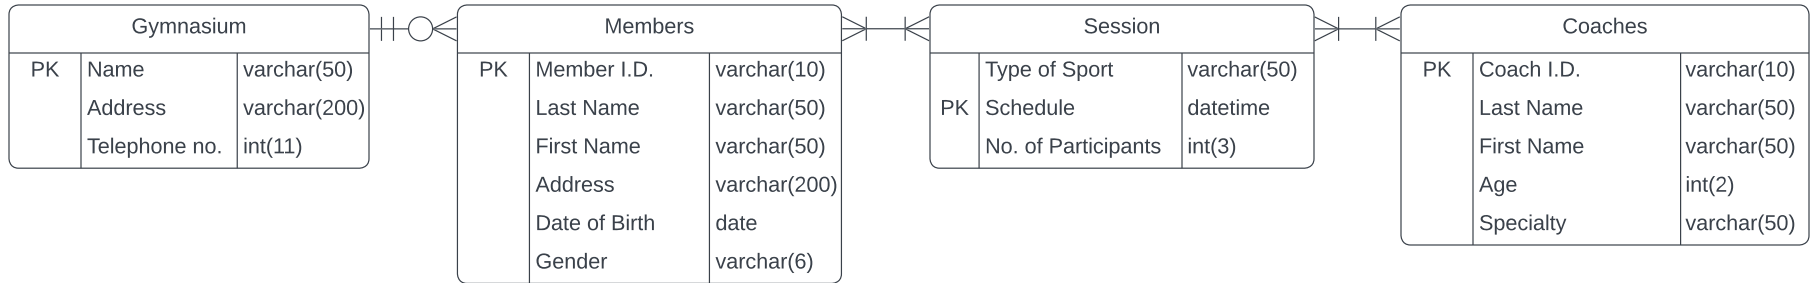 Gymnasium
PK Name varchar(50)
Address varchar(200)
Telephone no. int(11)
Members
PK Member I.D. varchar(10)
Last Name varchar(50)
First Name varchar(50)
Address varchar(200)
Date of Birth date
Gender varchar(6)
Session
Type of Sport varchar(50)
PK Schedule datetime
No. of Participants int(3)
Coaches
PK Coach I.D. varchar(10)
Last Name varchar(50)
First Name varchar(50)
Age int(2)
Specialty varchar(50)